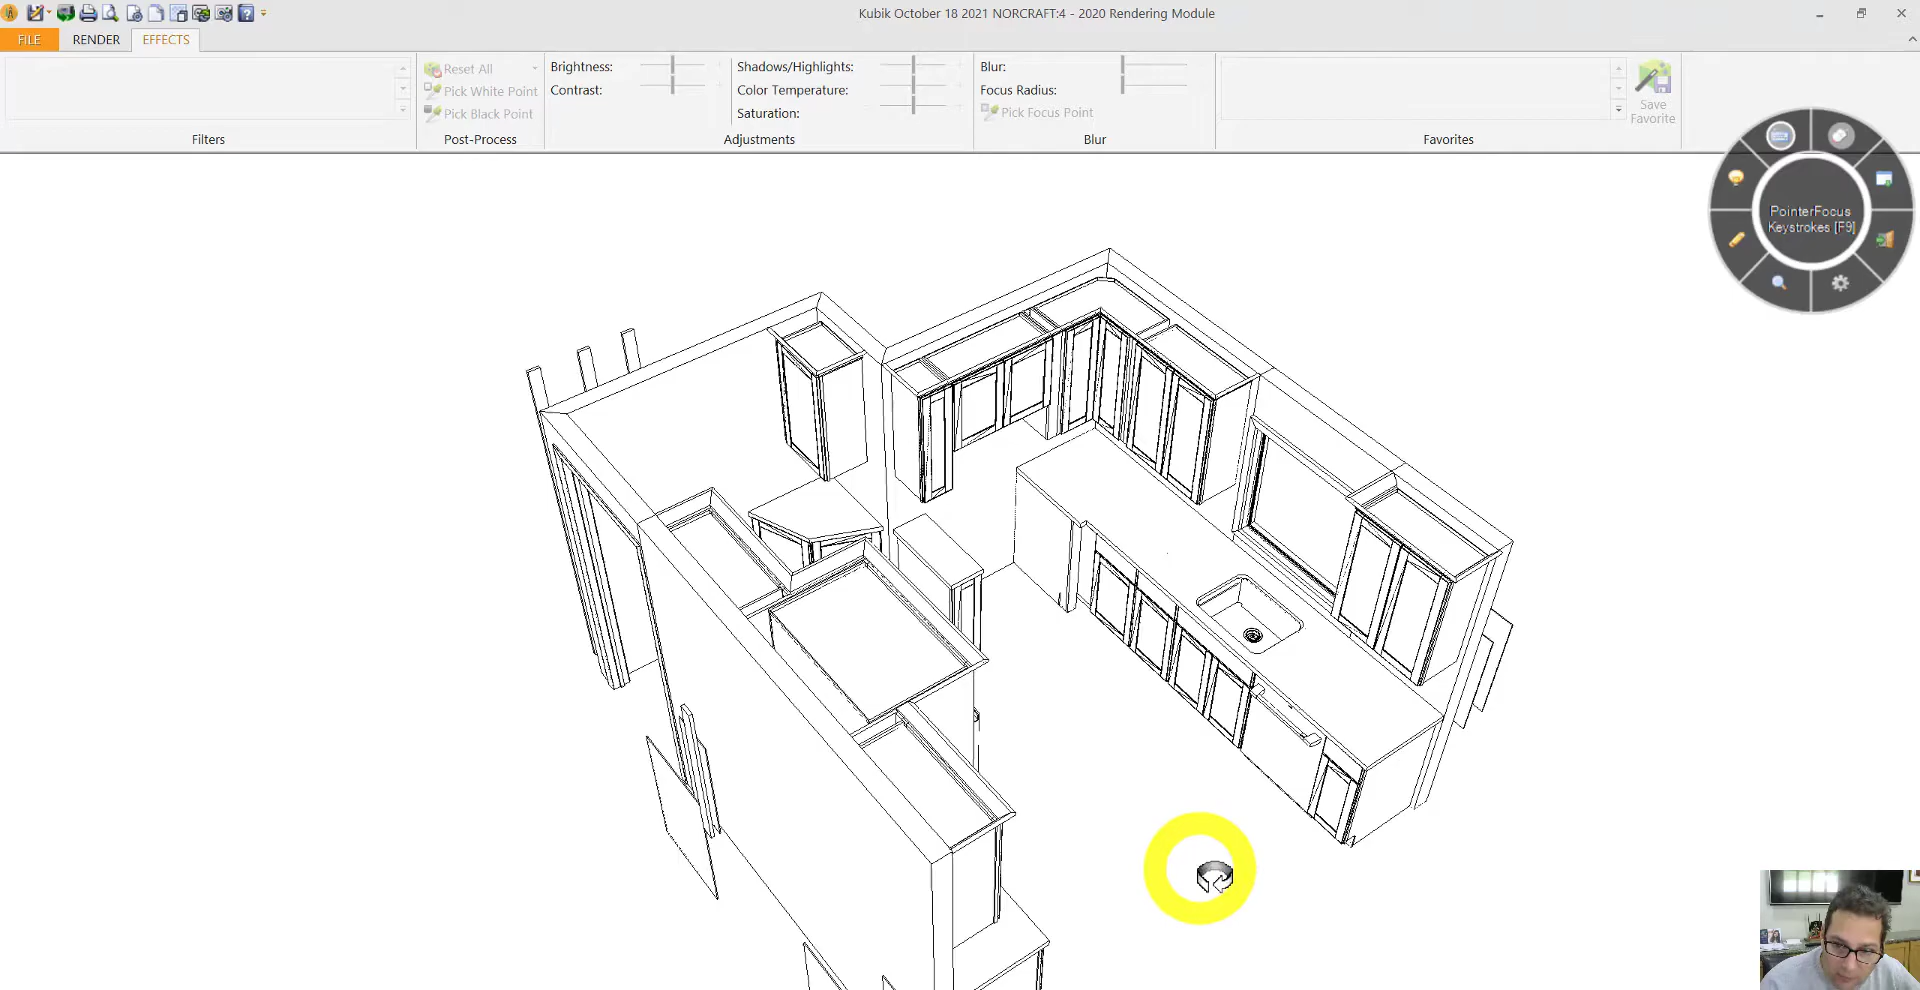 Kubik October 18 2021 NORCRAFT:4 - 2020 Rendering Module
FILE RENDER EFFECTS
Reset All
Pick White Point
Pick Black Point
Brightness:
Contrast:
Shadows/Highlights:
Color Temperature:
Saturation:
Blur:
Focus Radius:
Pick Focus Point
Save
Favorite
Filters Post-Process Adjustments Blur Favorites
PointerFocus
Keystrokes [F9]